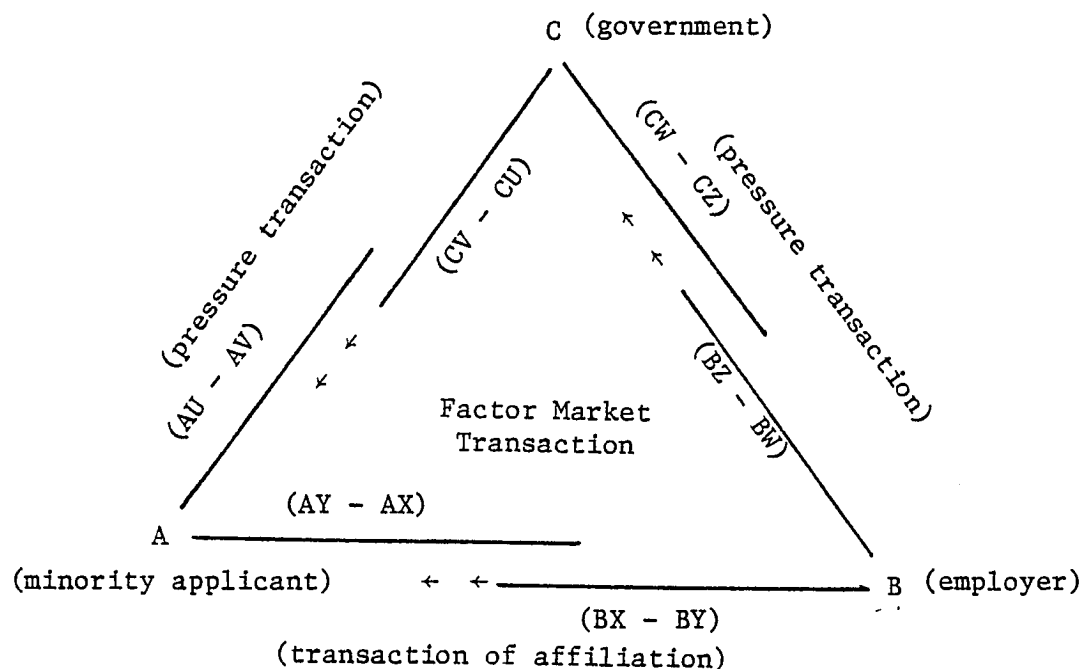 C (government)
(pressure transaction)
(CV - CU)
(CW - CZ)
(pressure transaction)
(AU - AV)
(BZ - BW)
Factor Market
Transaction
(AY - AX)
A
(minority applicant)
B (employer)
(BX - BY)
(transaction of affiliation)